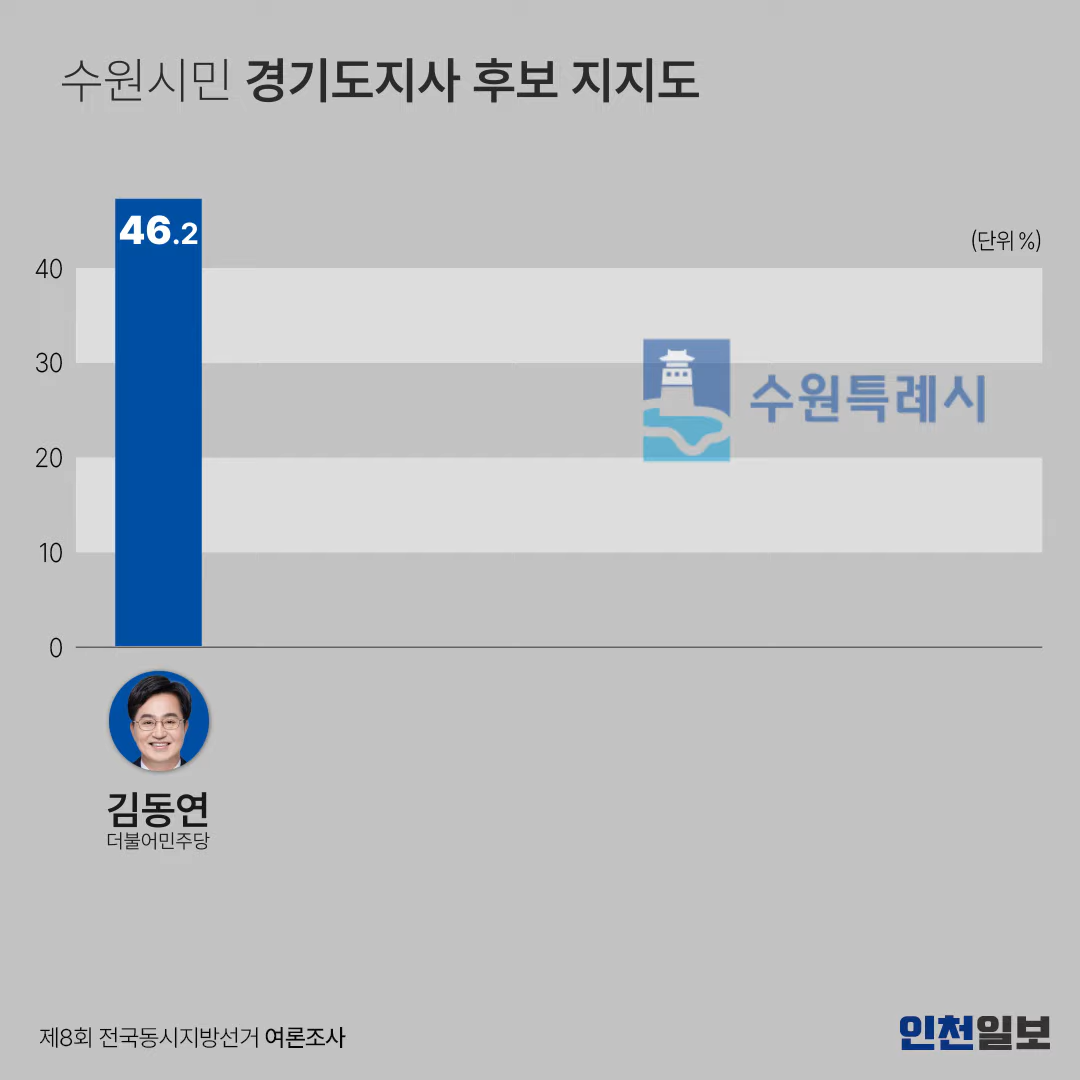 수원시민 경기도지사 후보 지지도
46.2
(단위 %)
40
30
수원특례시
20
10
0
김동연
더불어민주당
제8회 전국동시지방선거 여론조사
인천일보